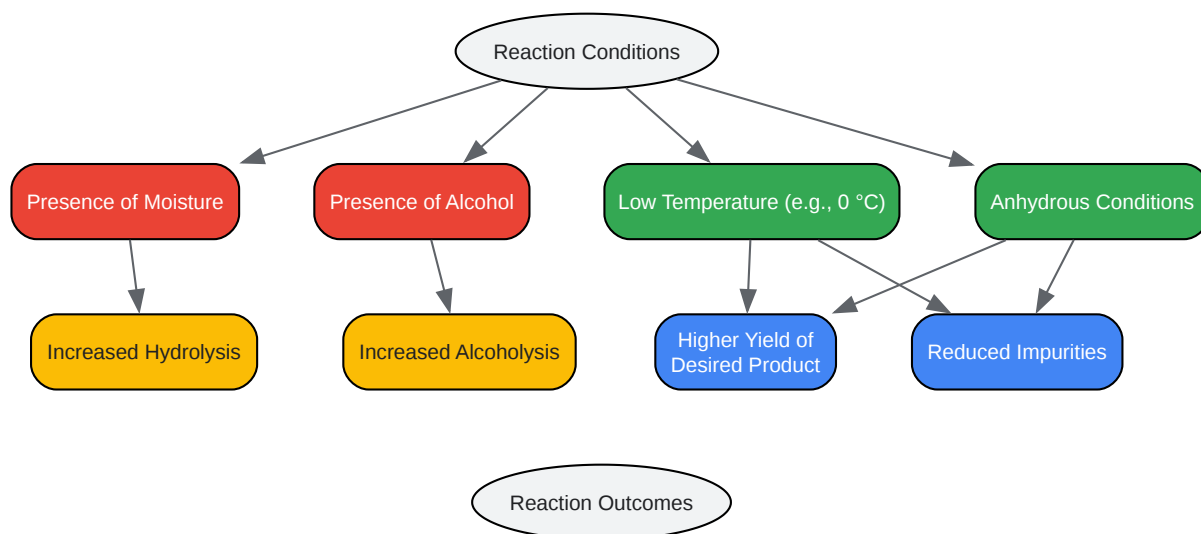 Reaction Conditions
Presence of Moisture
Presence of Alcohol
Low Temperature (e.g., 0 °C)
Anhydrous Conditions
Increased Hydrolysis
Increased Alcoholysis
Higher Yield of
Desired Product
Reduced Impurities
Reaction Outcomes